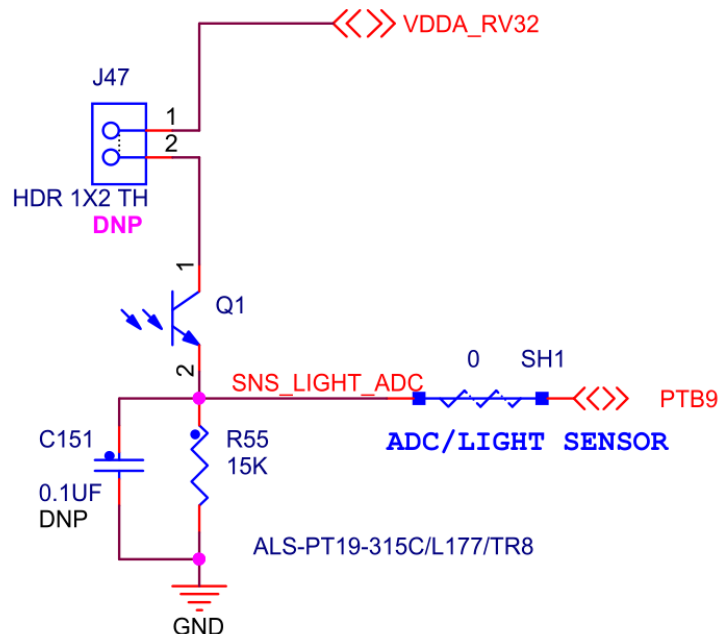 VDDA_RV32
J47
1
2
HDR 1X2 TH
DNP
1
Q1
2
SNS_LIGHT_ADC
0
SH1
PTB9
ADC/LIGHT SENSOR
C151
0.1UF
DNP
R55
15K
ALS-PT19-315C/L177/TR8
GND